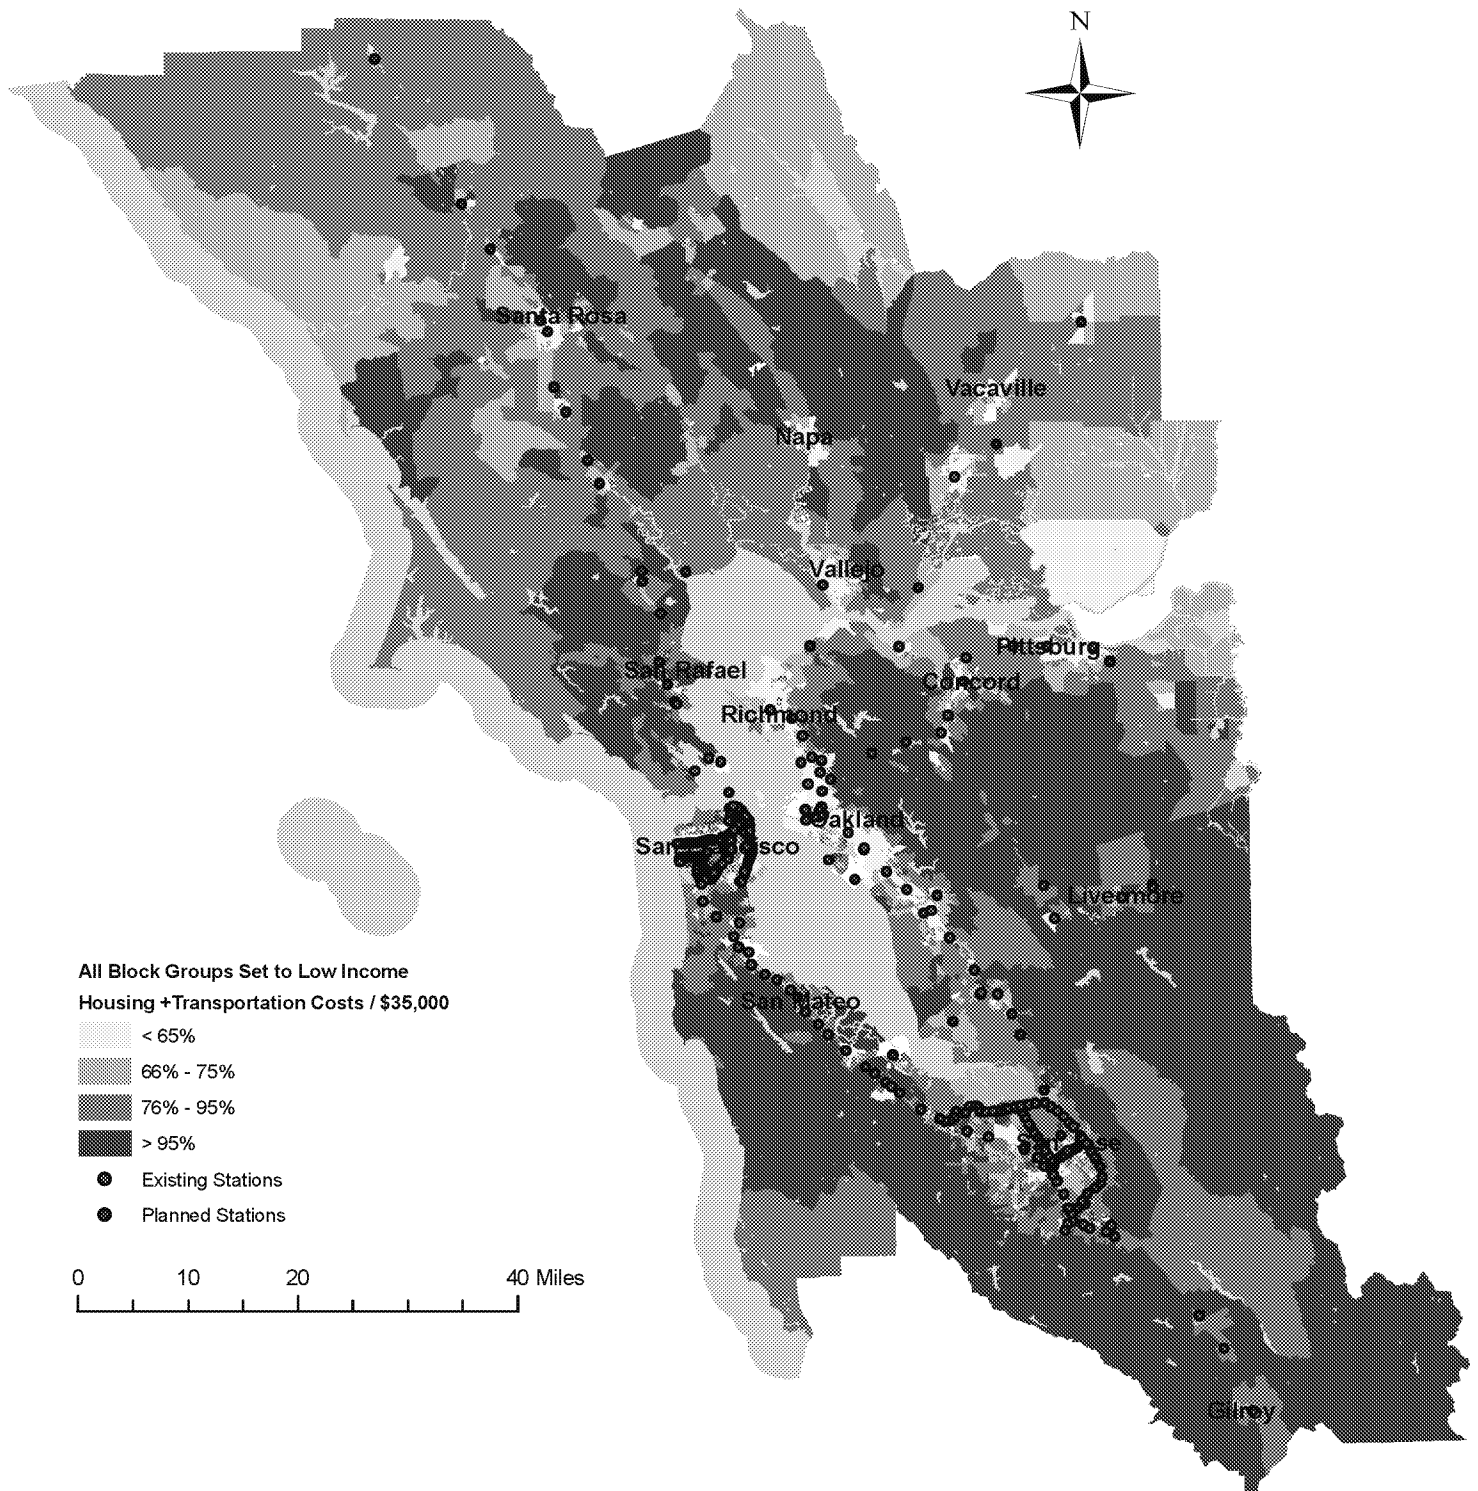 N
Santa Rosa
Vacaville
Napa
Vallejo
Pittsburg
San Rafael
Concord
Richmond
Oakland
San Francisco
Livermore
All Block Groups Set to Low Income
Housing +Transportation Costs / $35,000
San Mateo
< 65%
66% - 75%
76% - 95%
> 95%
San Jose
Existing Stations
Planned Stations
0 10 20 40 Miles
Gilroy